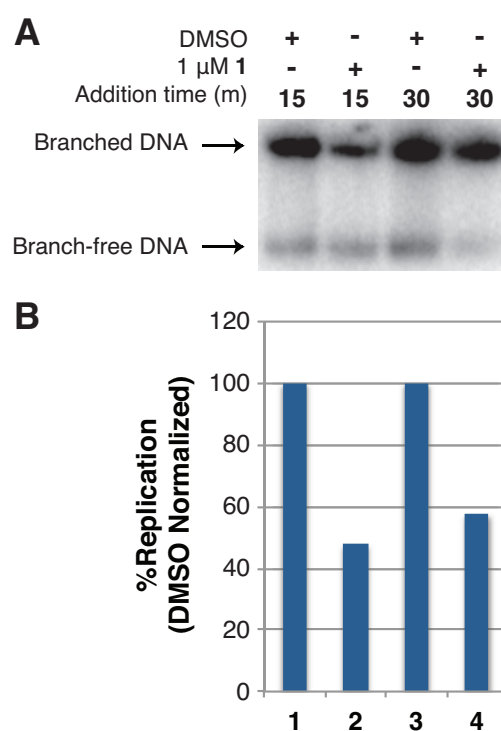 A
DMSO + - + -
1 µM 1 - + - +
Addition time (m) 15 15 30 30
Branched DNA
Branch-free DNA
B
%Replication
(DMSO Normalized)
120
100
80
60
40
20
0
1 2 3 4